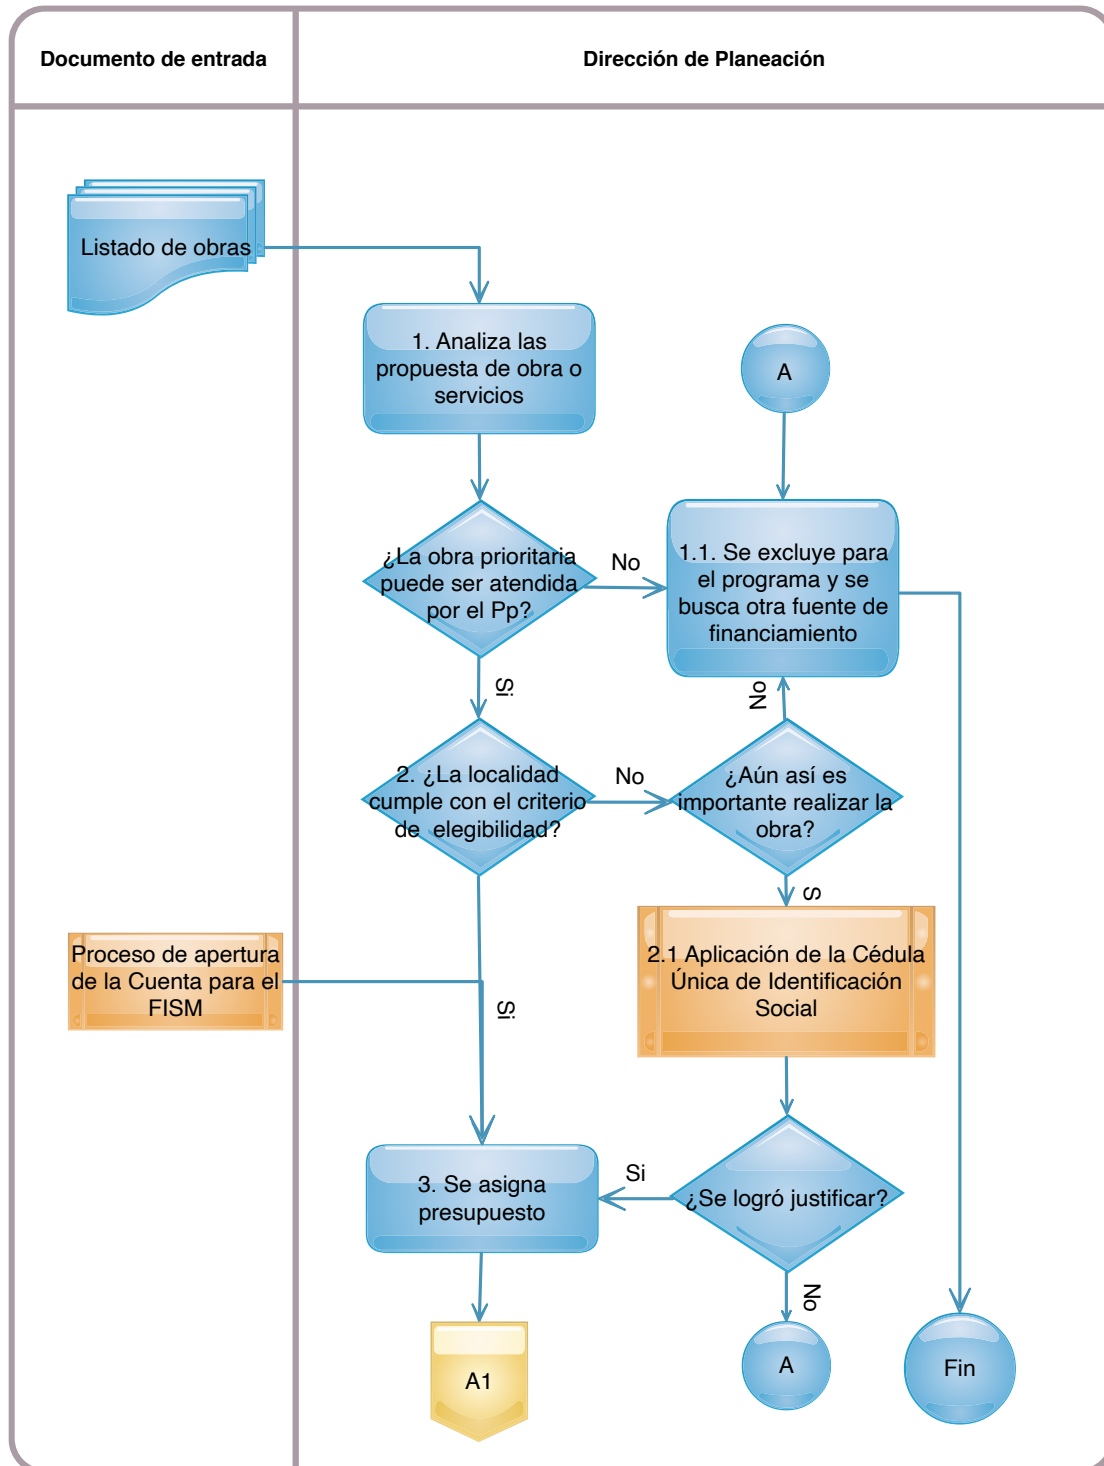 Documento de entrada
Dirección de Planeación
Listado de obras
1. Analiza las
propuesta de obra o
servicios
A
¿La obra prioritaria
puede ser atendida
por el Pp?
No
1.1. Se excluye para
el programa y se
busca otra fuente de
financiamiento
Si
No
2. ¿La localidad
cumple con el criterio
de elegibilidad?
No
¿Aún así es
importante realizar la
obra?
S
Proceso de apertura
de la Cuenta para el
FISM
2.1 Aplicación de la Cédula
Única de Identificación
Social
Si
3. Se asigna
presupuesto
Si
¿Se logró justificar?
No
A1
A
Fin